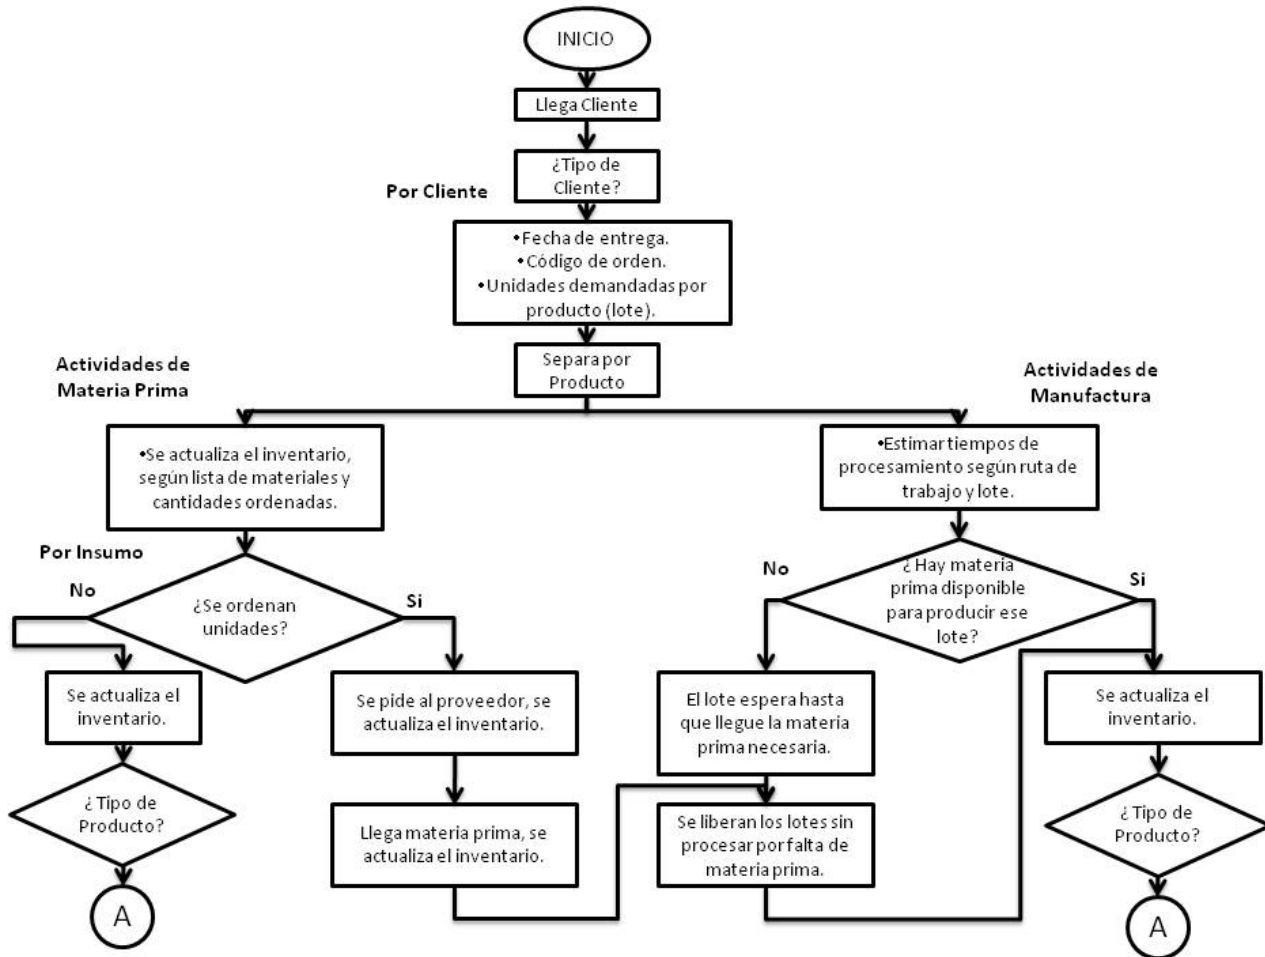 INICIO
Llega Cliente
¿Tipo de
Cliente?
Por Cliente
•Fecha de entrega.
•Código de orden.
•Unidades demandadas por
producto (lote).
Separa por
Producto
Actividades de
Materia Prima
Actividades de
Manufactura
•Se actualiza el inventario,
según lista de materiales y
cantidades ordenadas.
•Estimar tiempos de
procesamiento según ruta de
trabajo y lote.
Por Insumo
No
¿Se ordenan
unidades?
Si
No
¿Hay materia
prima disponible
para producir ese
lote?
Si
Se actualiza el
inventario.
Se pide al proveedor, se
actualiza el inventario.
El lote espera hasta
que llegue la materia
prima necesaria.
Se actualiza el
inventario.
¿Tipo de
Producto?
Llega materia prima, se
actualiza el inventario.
Se liberan los lotes sin
procesar por falta de
materia prima.
¿Tipo de
Producto?
A
A